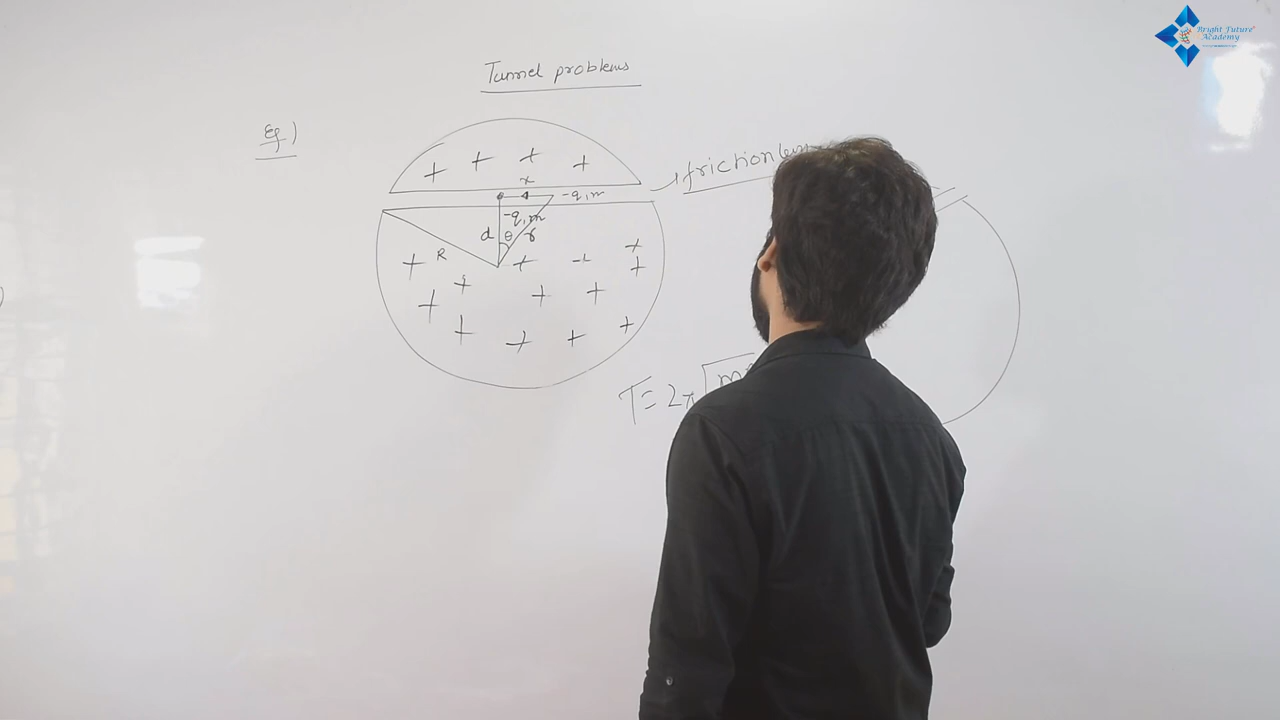 Bright Future
Academy
Tunnel problems
Eg)
frictionless
x
-q, m
-q, m
d θ r
R
T = 2π √m